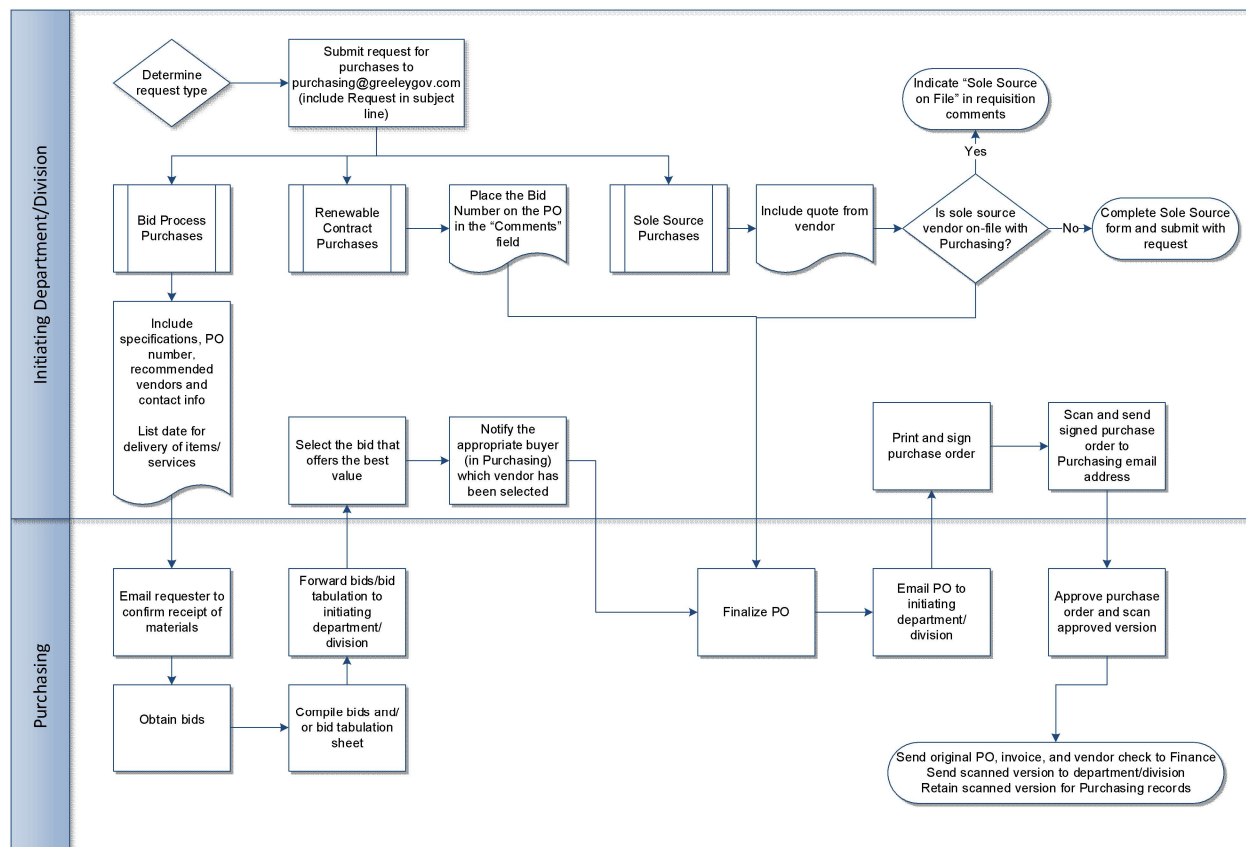 Initiating Department/Division
Determine
request type
Submit request for
purchases to
purchasing@greeleygov.com
(include Request in subject
line)
Indicate “Sole Source
on File” in requisition
comments
Yes
Bid Process
Purchases
Renewable
Contract
Purchases
Place the Bid
Number on the PO
in the “Comments”
field
Sole Source
Purchases
Include quote from
vendor
Is sole source
vendor on-file with
Purchasing?
No
Complete Sole Source
form and submit with
request
Include
specifications, PO
number,
recommended
vendors and
contact info
List date for
delivery of items/
services
Select the bid that
offers the best
value
Notify the
appropriate buyer
(in Purchasing)
which vendor has
been selected
Print and sign
purchase order
Scan and send
signed purchase
order to
Purchasing email
address
Purchasing
Email requester to
confirm receipt of
materials
Forward bids/bid
tabulation to
initiating
department/
division
Finalize PO
Email PO to
initiating
department/
division
Approve purchase
order and scan
approved version
Obtain bids
Compile bids and/
or bid tabulation
sheet
Send original PO, invoice, and vendor check to Finance
Send scanned version to department/division
Retain scanned version for Purchasing records